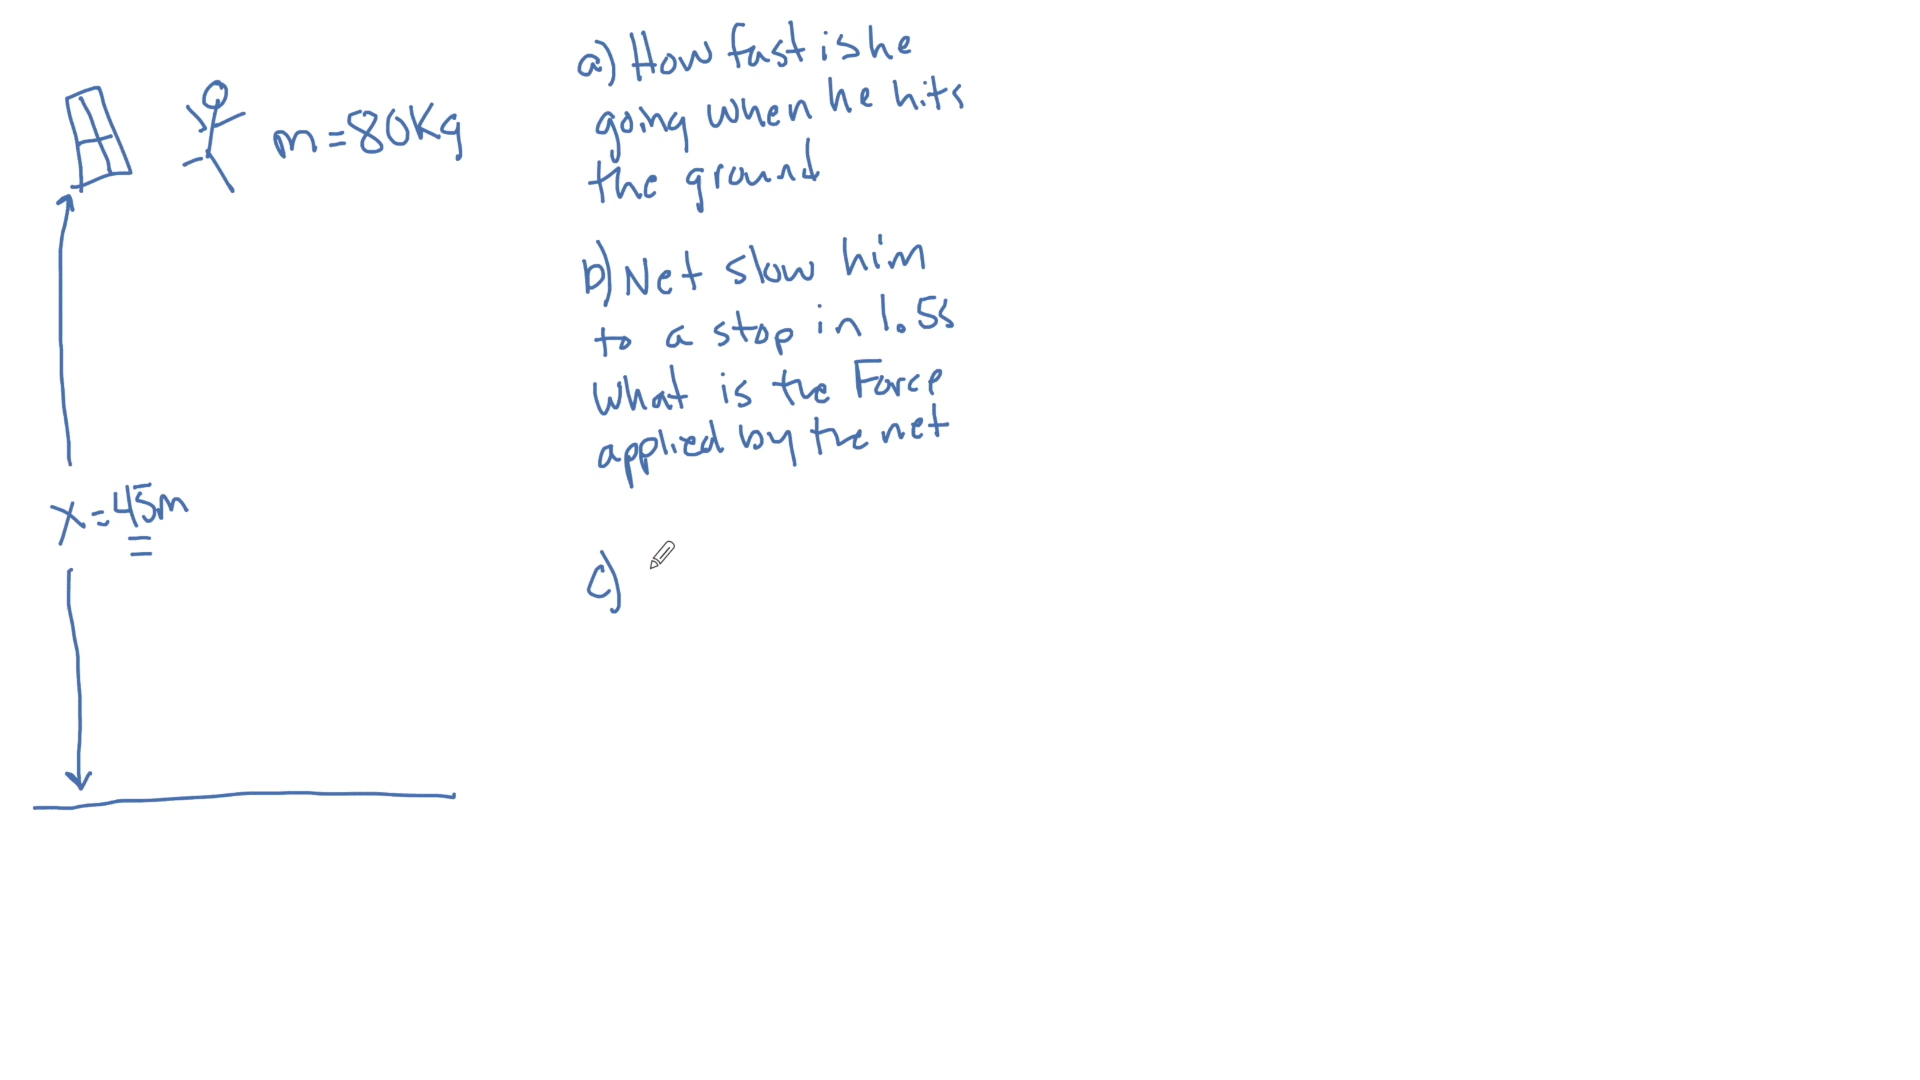 m=80Kg
x=45m
a) How fast is he
going when he hits
the ground
b) Net slow him
to a stop in 1.5s
what is the Force
applied by the net
c)